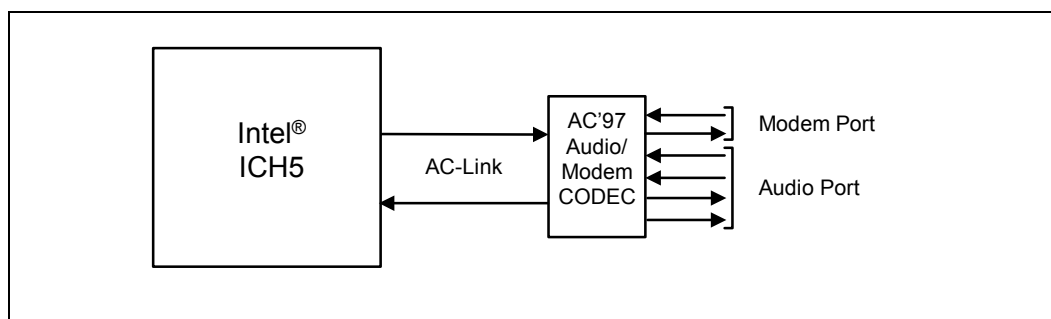 Intel®
ICH5
AC-Link
AC'97
Audio/
Modem
CODEC
Modem Port
Audio Port